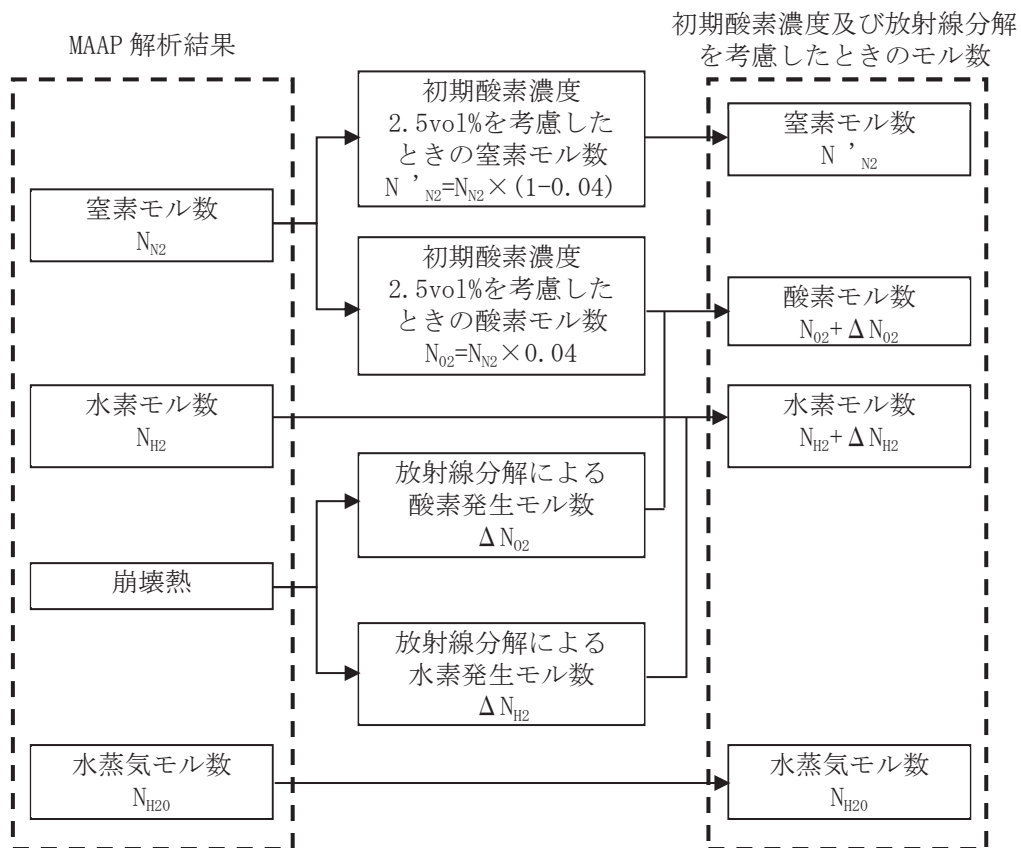 MAAP 解析結果
窒素モル数
N_N2
水素モル数
N_H2
崩壊熱
水蒸気モル数
N_H2O
初期酸素濃度
2.5vol%を考慮した
ときの窒素モル数
N'_N2=N_N2×(1-0.04)
初期酸素濃度
2.5vol%を考慮した
ときの酸素モル数
N_O2=N_N2×0.04
放射線分解による
酸素発生モル数
ΔN_O2
放射線分解による
水素発生モル数
ΔN_H2
初期酸素濃度及び放射線分解
を考慮したときのモル数
窒素モル数
N'_N2
酸素モル数
N_O2+ΔN_O2
水素モル数
N_H2+ΔN_H2
水蒸気モル数
N_H2O